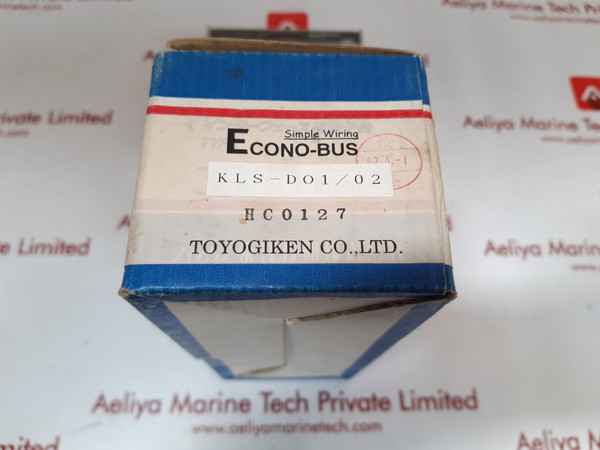 Simple Wiring
ECONO-BUS
KLS-DO1/02
HC0127
TOYOGIKEN CO.,LTD.
Aeliya Marine Tech Private Limited
www.aeliyamarinetech.com